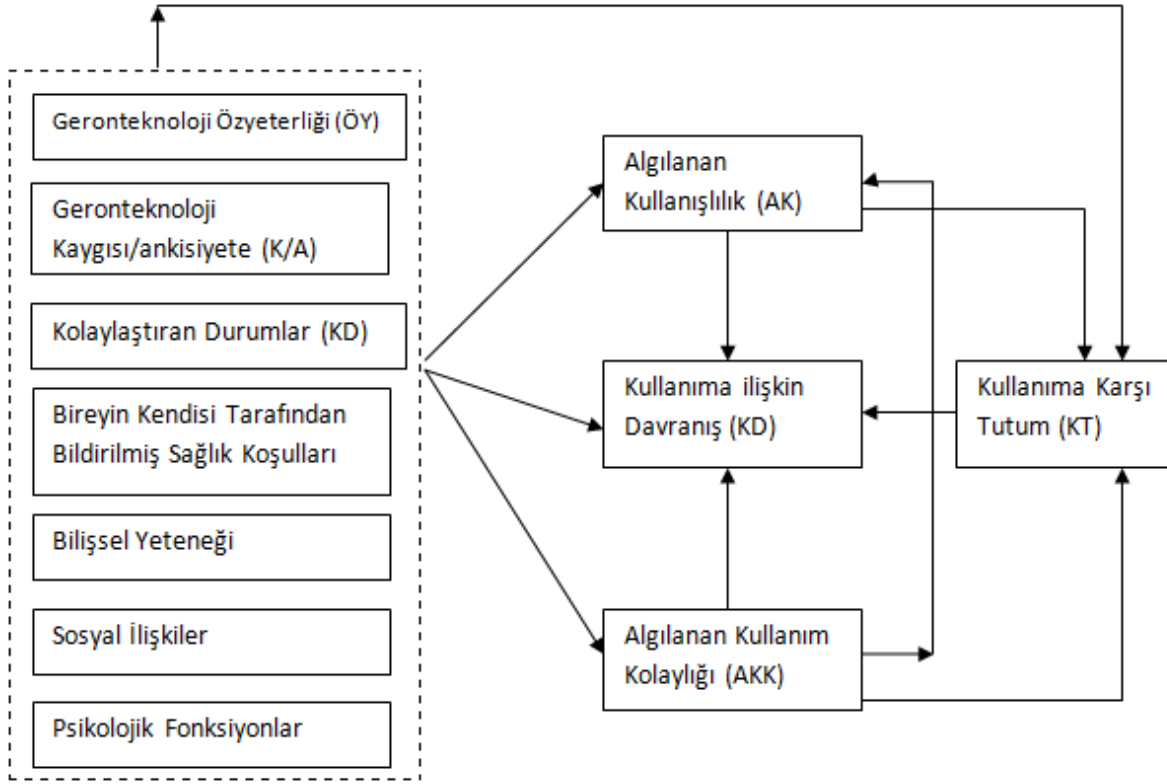 Geronteknoloji Özyeterliği (ÖY)
Geronteknoloji
Kaygısı/ankisiyete (K/A)
Kolaylaştıran Durumlar (KD)
Bireyin Kendisi Tarafından
Bildirilmiş Sağlık Koşulları
Bilişsel Yeteneği
Sosyal İlişkiler
Psikolojik Fonksiyonlar
Algılanan
Kullanışlılık (AK)
Kullanıma ilişkin
Davranış (KD)
Algılanan Kullanım
Kolaylığı (AKK)
Kullanıma Karşı
Tutum (KT)